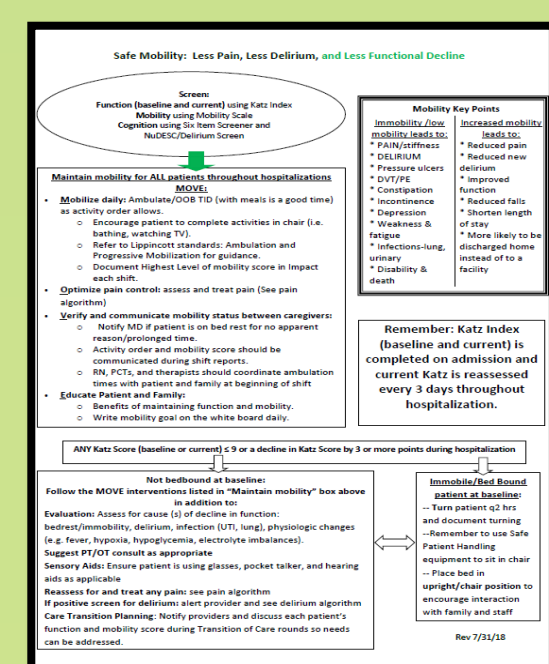 Safe Mobility: Less Pain, Less Delirium, and Less Functional Decline
Screen:
Function (baseline and current) using Katz Index
Mobility using Mobility Scale
Cognition using Six Item Screener and
NuDESC/Delirium Screen
Maintain mobility for ALL patients throughout hospitalizations
MOVE:
• Mobilize daily: Ambulate/OOB TID (with meals is a good time)
as activity order allows.
o Encourage patient to complete activities in chair (i.e.
bathing, watching TV).
o Refer to Lippincott standards: Ambulation and
Progressive Mobilization for guidance.
o Document Highest Level of mobility score in Impact
each shift.
• Optimize pain control: assess and treat pain (See pain
algorithm)
• Verify and communicate mobility status between caregivers:
o Notify MD if patient is on bed rest for no apparent
reason/prolonged time.
o Activity order and mobility score should be
communicated during shift reports.
o RN, PCTs, and therapists should coordinate ambulation
times with patient and family at beginning of shift
• Educate Patient and Family:
o Benefits of maintaining function and mobility.
o Write mobility goal on the white board daily.
Mobility Key Points
Immobility /low
mobility leads to:
* PAIN/stiffness
* DELIRIUM
* Pressure ulcers
* DVT/PE
* Constipation
* Incontinence
* Depression
* Weakness &
fatigue
* Infections-lung,
urinary
* Disability &
death
Increased mobility
leads to:
* Reduced pain
* Reduced new
delirium
* Improved
function
* Reduced falls
* Shorten length
of stay
* More likely to be
discharged home
instead of to a
facility
Remember: Katz Index
(baseline and current) is
completed on admission and
current Katz is reassessed
every 3 days throughout
hospitalization.
ANY Katz Score (baseline or current) ≤ 9 or a decline in Katz Score by 3 or more points during hospitalization
Not bedbound at baseline:
Follow the MOVE interventions listed in “Maintain mobility” box above
in addition to:
Evaluation: Assess for cause (s) of decline in function:
bedrest/immobility, delirium, infection (UTI, lung), physiologic changes
(e.g. fever, hypoxia, hypoglycemia, electrolyte imbalances).
Suggest PT/OT consult as appropriate
Sensory Aids: Ensure patient is using glasses, pocket talker, and hearing
aids as applicable
Reassess for and treat any pain: see pain algorithm
If positive screen for delirium: alert provider and see delirium algorithm
Care Transition Planning: Notify providers and discuss each patient’s
function and mobility score during Transition of Care rounds so needs
can be addressed.
Immobile/Bed Bound
patient at baseline:
-- Turn patient q2 hrs
and document turning
--Remember to use Safe
Patient Handling
equipment to sit in chair
-- Place bed in
upright/chair position to
encourage interaction
with family and staff
Rev 7/31/18